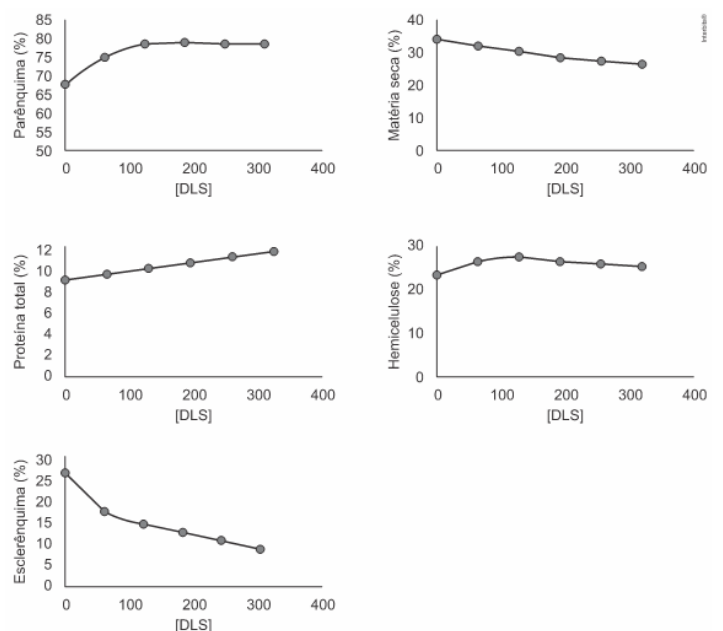 Parênquima (%)
85
80
75
70
65
60
55
50
0 100 200 300 400
[DLS]
Matéria seca (%)
40
30
20
10
0
0 100 200 300 400
[DLS]
Interbits®
Proteína total (%)
12
10
8
6
4
2
0
0 100 200 300 400
[DLS]
Hemicelulose (%)
30
20
10
0
0 100 200 300 400
[DLS]
Esclerênquima (%)
30
25
20
15
10
5
0
0 100 200 300 400
[DLS]